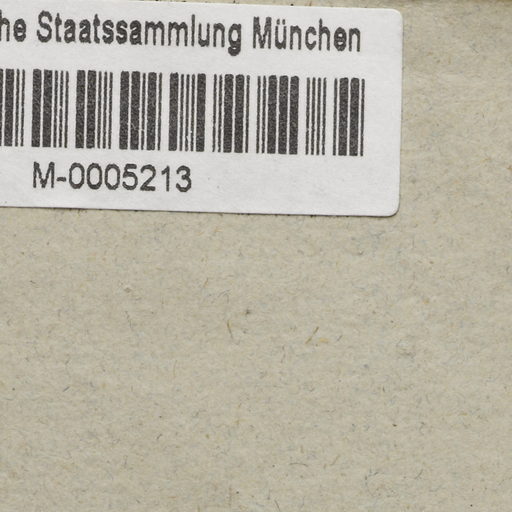 he Staatssammlung München
M-0005213